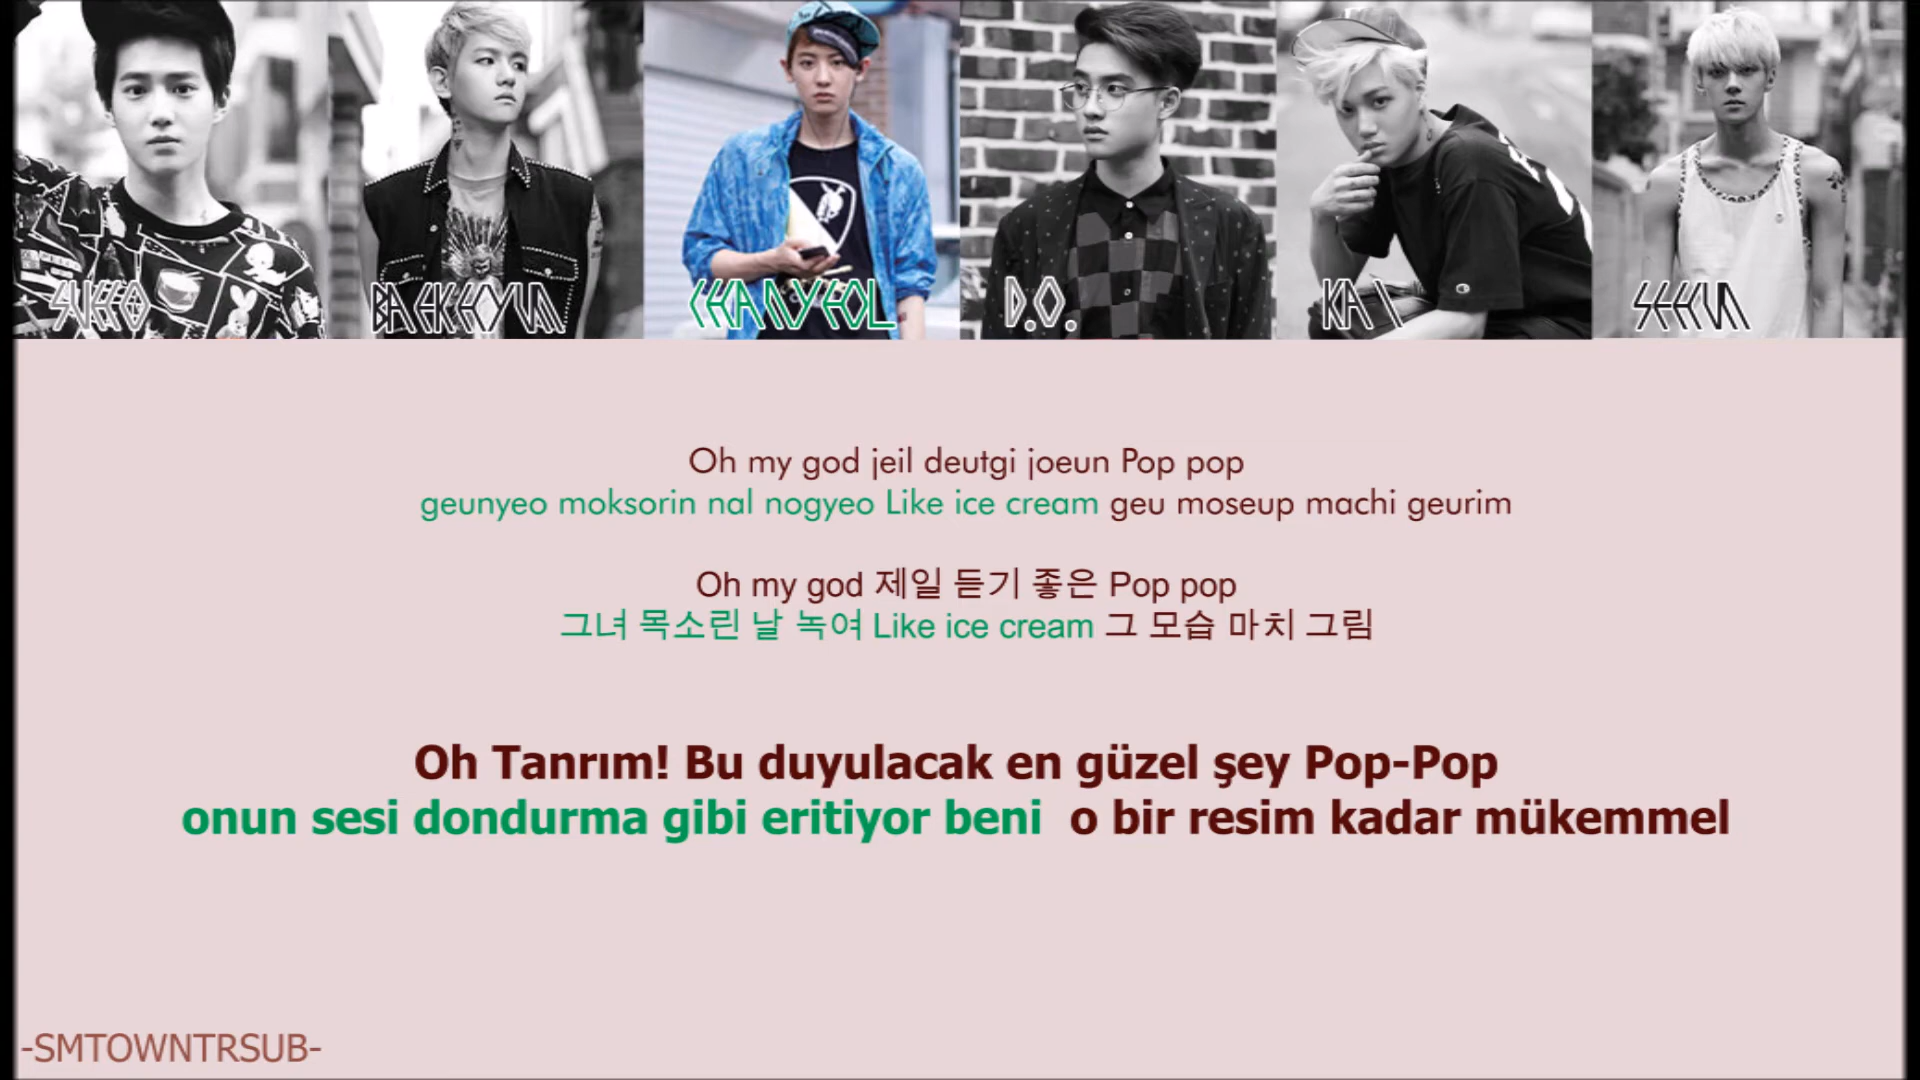 SUHO BAEKHYUN CHANYEOL D.O. KAI SEHUN
Oh my god jeil deutgi joeun Pop pop
geunyeo moksorin nal nogyeo Like ice cream geu moseup machi geurim
Oh my god 제일 듣기 좋은 Pop pop
그녀 목소린 날 녹여 Like ice cream 그 모습 마치 그림
Oh Tanrım! Bu duyulacak en güzel şey Pop-Pop
onun sesi dondurma gibi eritiyor beni o bir resim kadar mükemmel
-SMTOWNTRSUB-